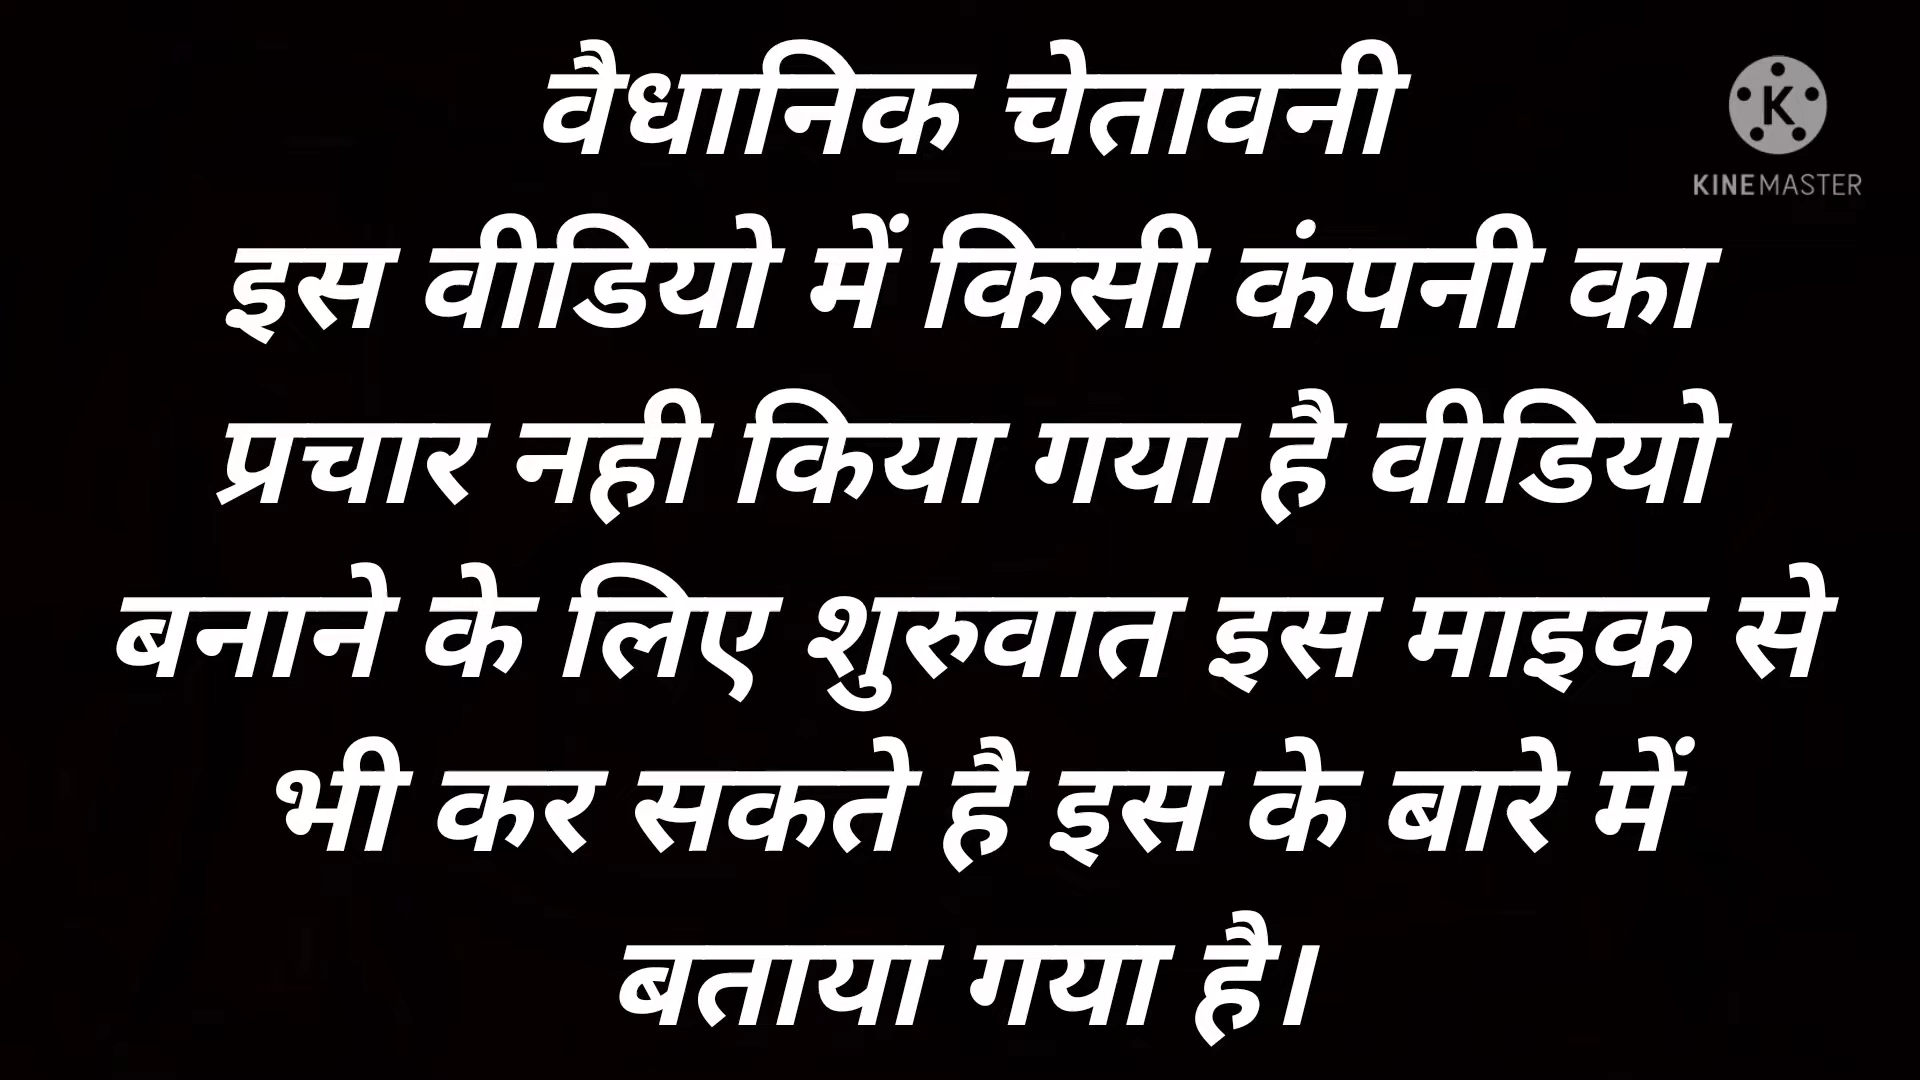 वैधानिक चेतावनी
KINEMASTER
इस वीडियो में किसी कंपनी का
प्रचार नही किया गया है वीडियो
बनाने के लिए शुरुवात इस माइक से
भी कर सकते है इस के बारे में
बताया गया है।